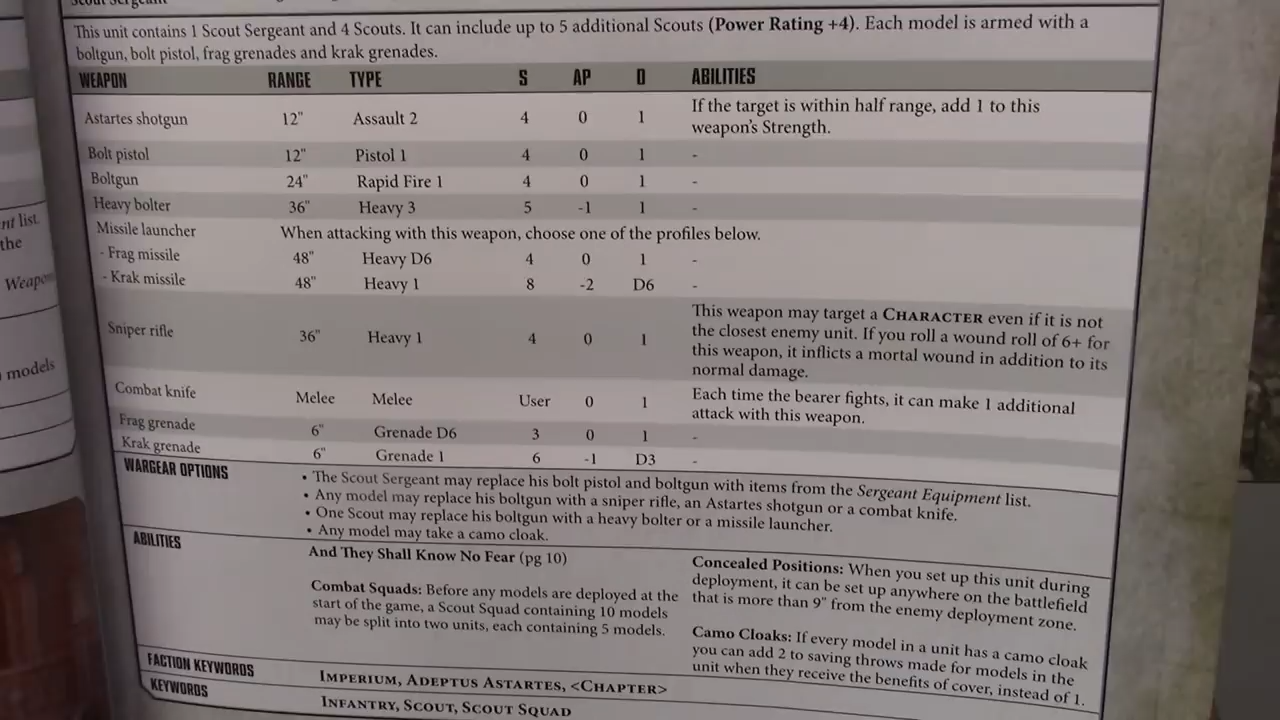 Scout Sergeant
This unit contains 1 Scout Sergeant and 4 Scouts. It can include up to 5 additional Scouts (Power Rating +4). Each model is armed with a
boltgun, bolt pistol, frag grenades and krak grenades.
WEAPON RANGE TYPE S AP D ABILITIES
Astartes shotgun 12" Assault 2 4 0 1 If the target is within half range, add 1 to this
weapon's Strength.
Bolt pistol 12" Pistol 1 4 0 1 -
Boltgun 24" Rapid Fire 1 4 0 1 -
Heavy bolter 36" Heavy 3 5 -1 1 -
Missile launcher When attacking with this weapon, choose one of the profiles below.
- Frag missile 48" Heavy D6 4 0 1 -
- Krak missile 48" Heavy 1 8 -2 D6 -
Sniper rifle 36" Heavy 1 4 0 1 This weapon may target a CHARACTER even if it is not
the closest enemy unit. If you roll a wound roll of 6+ for
this weapon, it inflicts a mortal wound in addition to its
normal damage.
Combat knife Melee Melee User 0 1 Each time the bearer fights, it can make 1 additional
attack with this weapon.
Frag grenade 6" Grenade D6 3 0 1 -
Krak grenade 6" Grenade 1 6 -1 D3 -
WARGEAR OPTIONS
• The Scout Sergeant may replace his bolt pistol and boltgun with items from the Sergeant Equipment list.
• Any model may replace his boltgun with a sniper rifle, an Astartes shotgun or a combat knife.
• One Scout may replace his boltgun with a heavy bolter or a missile launcher.
• Any model may take a camo cloak.
ABILITIES
And They Shall Know No Fear (pg 10)
Combat Squads: Before any models are deployed at the
start of the game, a Scout Squad containing 10 models
may be split into two units, each containing 5 models.
Concealed Positions: When you set up this unit during
deployment, it can be set up anywhere on the battlefield
that is more than 9" from the enemy deployment zone.
Camo Cloaks: If every model in a unit has a camo cloak
you can add 2 to saving throws made for models in the
unit when they receive the benefits of cover, instead of 1.
FACTION KEYWORDS IMPERIUM, ADEPTUS ASTARTES, <CHAPTER>
KEYWORDS INFANTRY, SCOUT, SCOUT SQUAD
list.
the
models